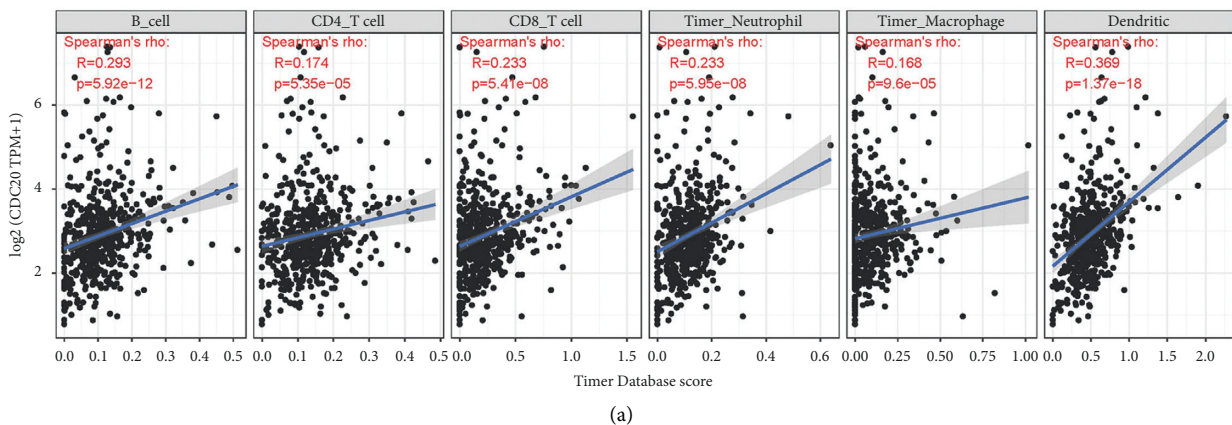 B_cell
CD4_T cell
CD8_T cell
Timer_Neutrophil
Timer_Macrophage
Dendritic
Spearman's rho:
R=0.293
p=5.92e-12
Spearman's rho:
R=0.174
p=5.35e-05
Spearman's rho:
R=0.233
p=5.41e-08
Spearman's rho:
R=0.233
p=5.95e-08
Spearman's rho:
R=0.168
p=9.6e-05
Spearman's rho:
R=0.369
p=1.37e-18
log2 (CDC20 TPM+1)
6
4
2
0.0 0.1 0.2 0.3 0.4 0.5
0.0 0.1 0.2 0.3 0.4 0.5
0.0 0.5 1.0 1.5
0.0 0.2 0.4 0.6
0.00 0.25 0.50 0.75 1.00
0.0 0.5 1.0 1.5 2.0
Timer Database score
(a)